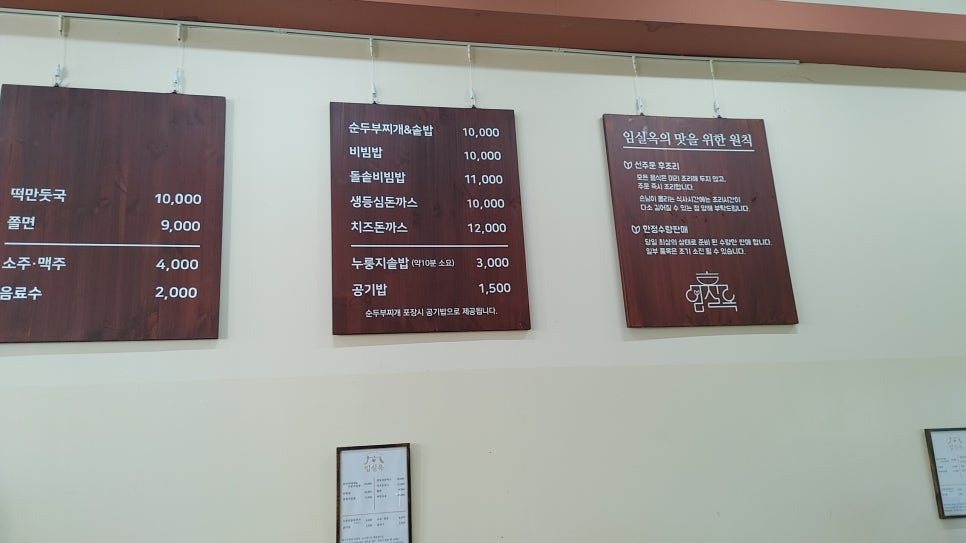 떡만둣국 10,000
쫄면 9,000
소주·맥주 4,000
음료수 2,000
순두부찌개&솥밥 10,000
비빔밥 10,000
돌솥비빔밥 11,000
생등심돈까스 10,000
치즈돈까스 12,000
누룽지솥밥 (약10분 소요) 3,000
공기밥 1,500
순두부찌개 포장시 공기밥으로 제공됩니다.
임실옥의 맛을 위한 원칙
선주문 후조리
모든 음식은 미리 조리해 두지 않고,
주문 즉시 조리합니다.
손님이 몰리는 식사시간에는 조리시간이
다소 길어질 수 있는 점 양해 부탁드립니다.
한정수량판매
당일 최상의 상태로 준비 된 수량만 판매 합니다.
일부 품목은 조기 소진 될 수 있습니다.
임실옥
임실옥
임실옥